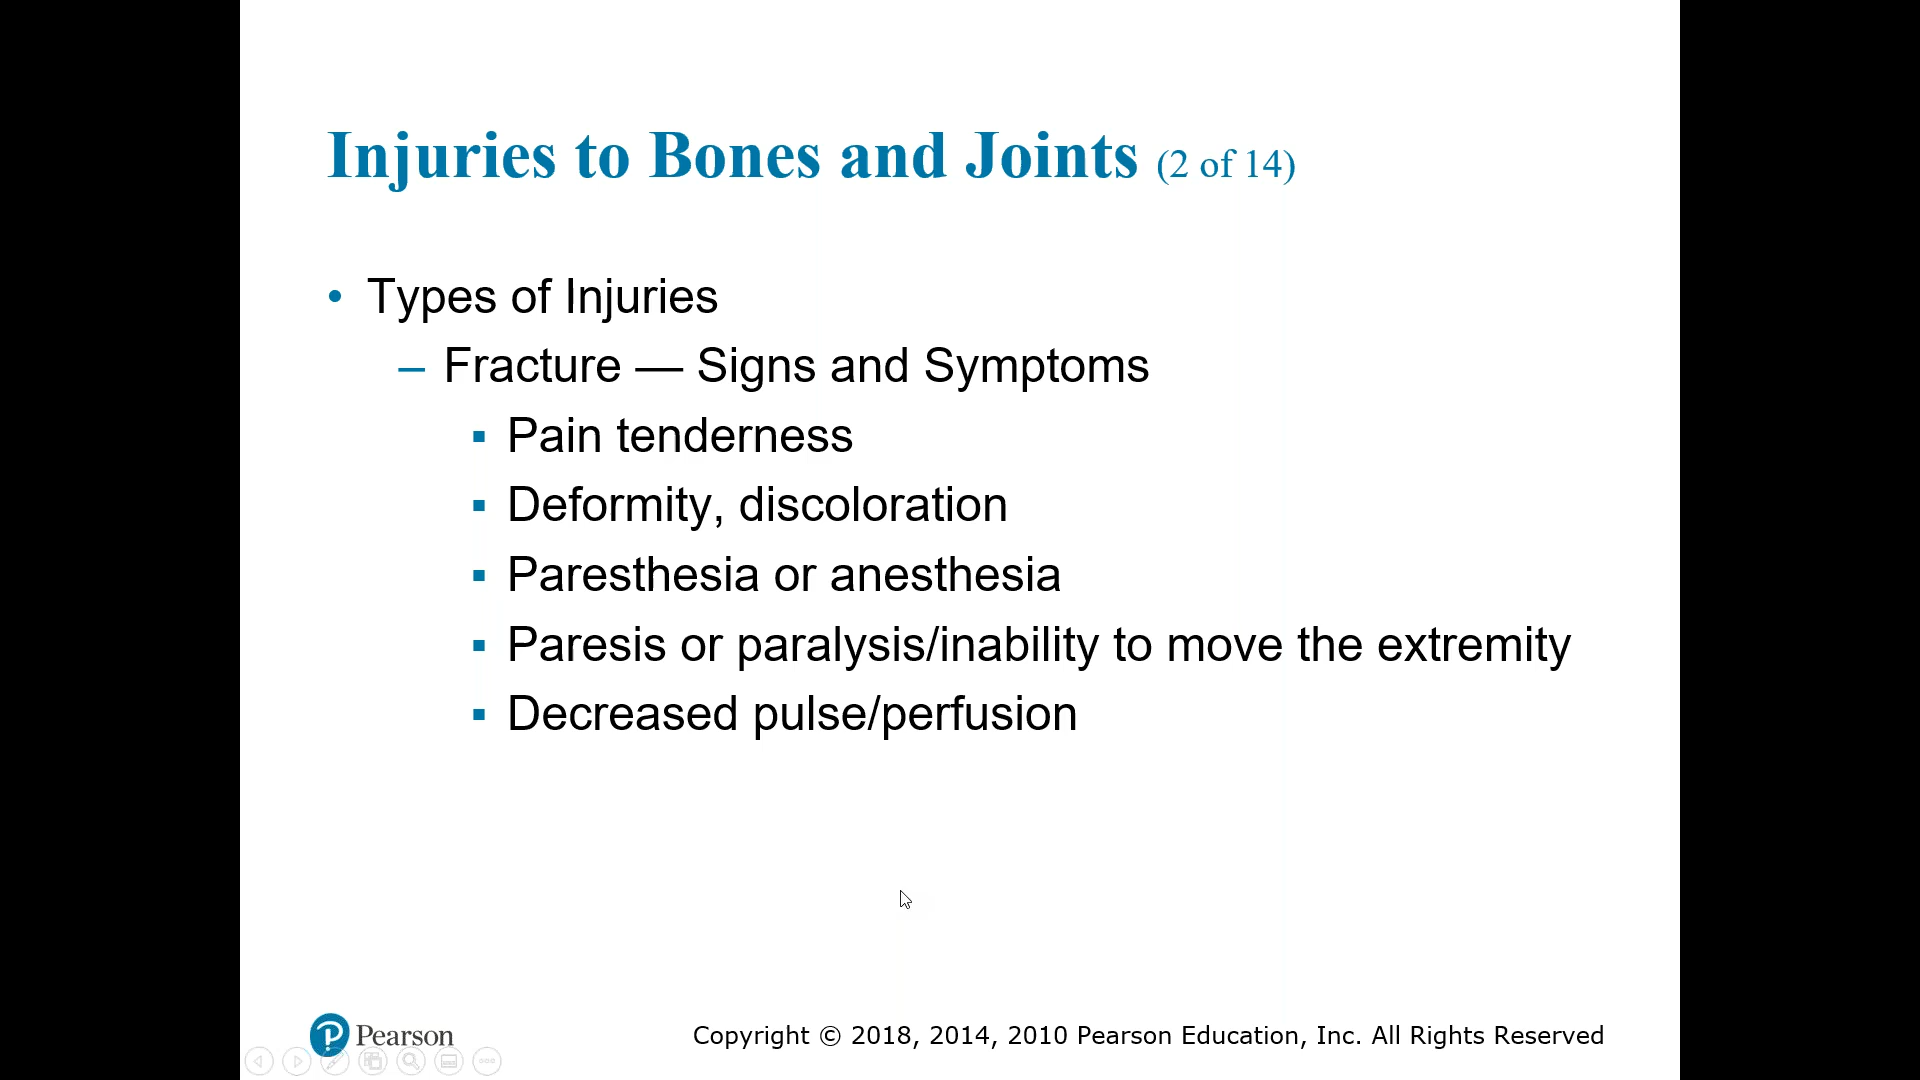 Injuries to Bones and Joints (2 of 14)
• Types of Injuries
– Fracture — Signs and Symptoms
▪ Pain tenderness
▪ Deformity, discoloration
▪ Paresthesia or anesthesia
▪ Paresis or paralysis/inability to move the extremity
▪ Decreased pulse/perfusion
Pearson
Copyright © 2018, 2014, 2010 Pearson Education, Inc. All Rights Reserved